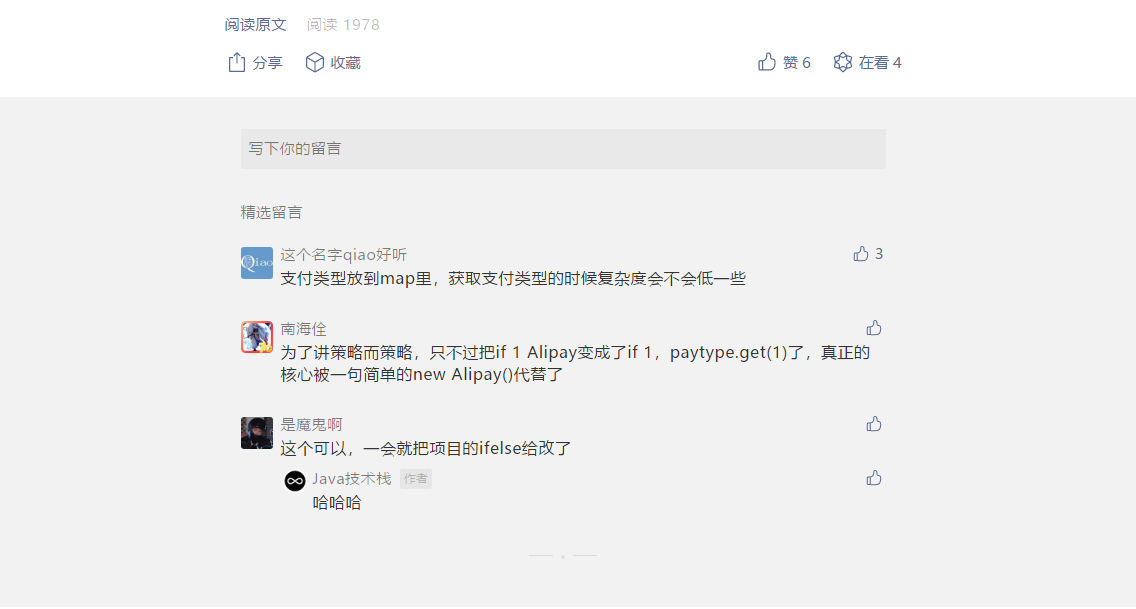 阅读原文 阅读 1978
分享 收藏 赞 6 在看 4
写下你的留言
精选留言
Qiao 这个名字qiao好听 3
支付类型放到map里，获取支付类型的时候复杂度会不会低一些
南海佺
为了讲策略而策略，只不过把if 1 Alipay变成了if 1，paytype.get(1)了，真正的
核心被一句简单的new Alipay()代替了
是魔鬼啊
这个可以，一会就把项目的ifelse给改了
Java技术栈 作者
哈哈哈